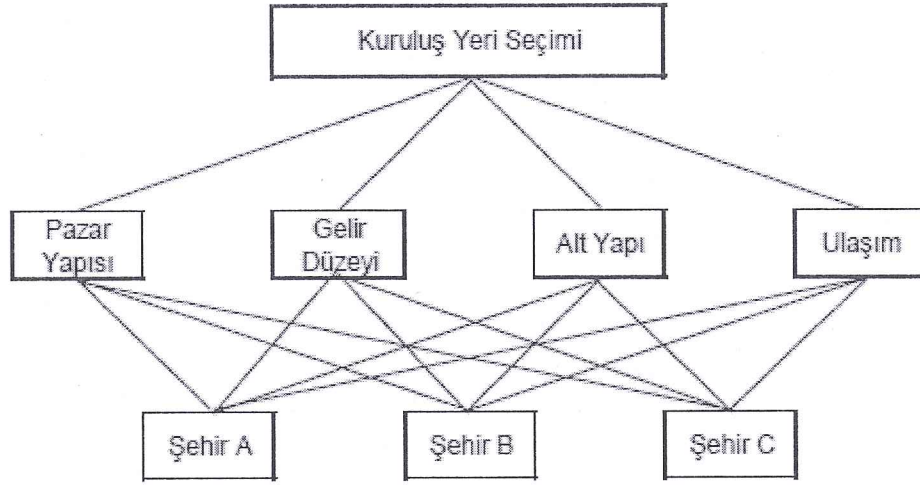 Kuruluş Yeri Seçimi
Pazar
Yapısı
Gelir
Düzeyi
Alt Yapı
Ulaşım
Şehir A
Şehir B
Şehir C